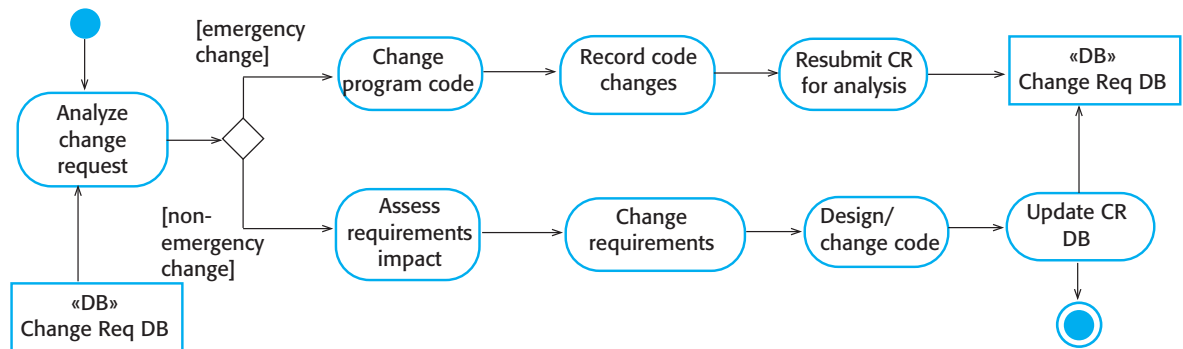 [emergency
change]
Change
program code
Record code
changes
Resubmit CR
for analysis
«DB»
Change Req DB
Analyze
change
request
[non-
emergency
change]
Assess
requirements
impact
Change
requirements
Design/
change code
Update CR
DB
«DB»
Change Req DB